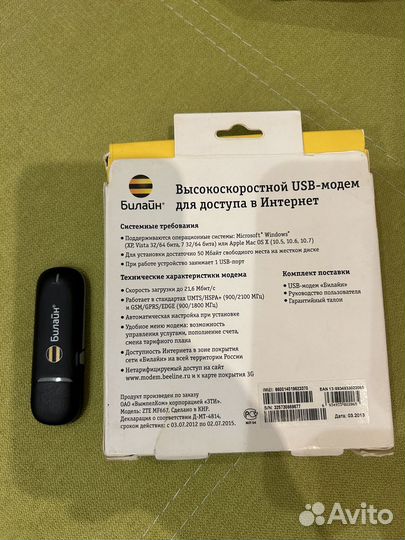 Билайн™
Высокоскоростной USB-модем
для доступа в Интернет
Системные требования
• Поддерживаются операционные системы: Microsoft® Windows®
(XP, Vista 32/64 бита, 7 32/64 бита) или Apple Mac OS X (10.5, 10.6, 10.7)
• Для установки достаточно 50 Мбайт свободного места на жестком диске
• При работе устройство занимает 1 USB-порт
Технические характеристики модема
• Скорость загрузки до 21,6 Мбит/с
• Работает в стандартах UMTS/HSPA+ (900/2100 МГц)
и GSM/GPRS/EDGE (900/1800 МГц)
• Автоматическая настройка при установке
• Удобное меню модема: возможность
управления услугами, пополнение счета,
смена тарифного плана
• Доступность Интернета в зоне покрытия
сети «Билайн» на всей территории России
• Нетарифицируемый доступ на сайт
www.modem.beeline.ru и к карте покрытия 3G
Комплект поставки
• USB-модем «Билайн»
• Руководство пользователя
• Гарантийный талон
Продукт произведен по заказу
ОАО «ВымпелКом» корпорацией «ЗТИ».
Модель: ZTE MF667, Сделано в КНР.
Декларация о соответствии Д-МТ-4814,
срок действия: с 03.07.2012 по 02.07.2015.
Дата: 03.2013
Билайн™
Avito